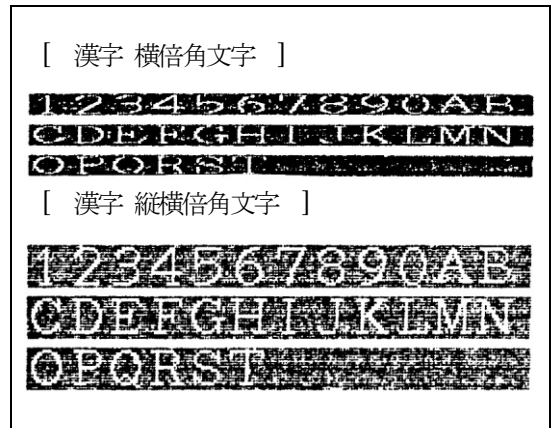 [ 漢字 横倍角文字 ]
1234567890AB
CDEFGHIJKLMN
OPQRST
[ 漢字 縦横倍角文字 ]
1234567890AB
CDEFGHIJKLMN
OPQRST